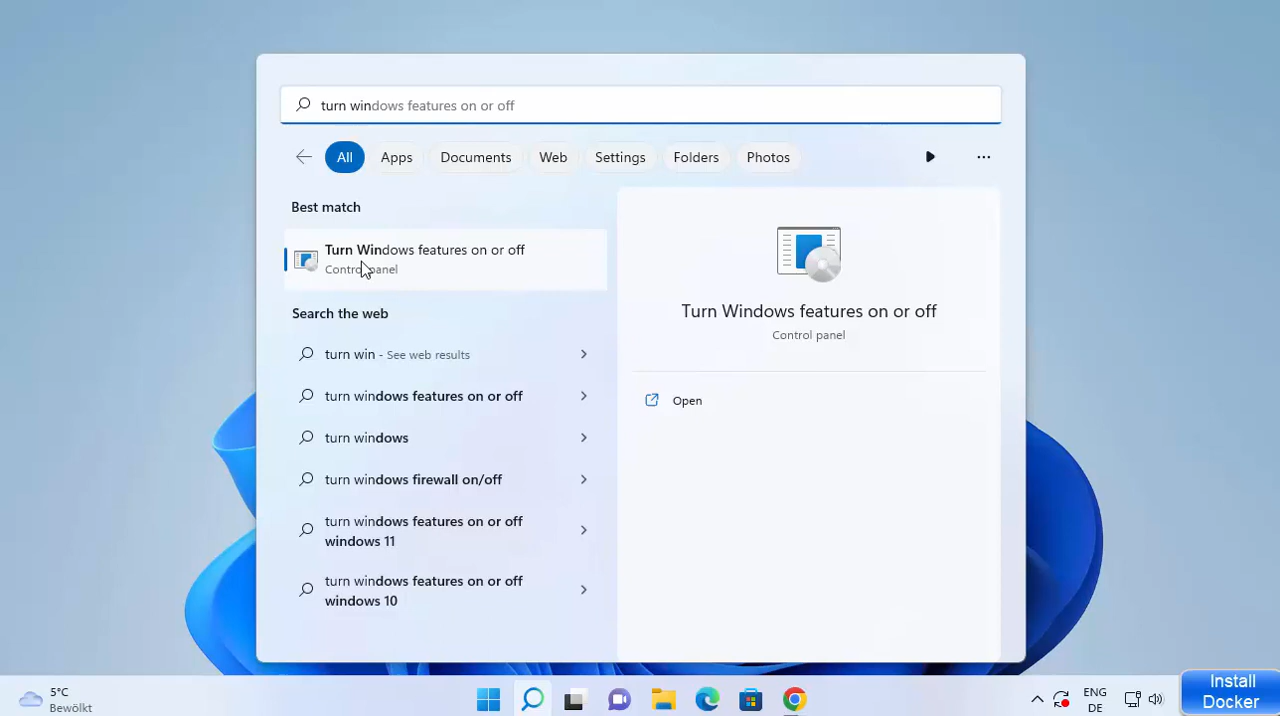 turn windows features on or off
All Apps Documents Web Settings Folders Photos
Best match
Turn Windows features on or off
Control panel
Search the web
turn win - See web results
turn windows features on or off
turn windows
turn windows firewall on/off
turn windows features on or off
windows 11
turn windows features on or off
windows 10
Turn Windows features on or off
Control panel
Open
5°C
Bewölkt
ENG
DE
Install
Docker